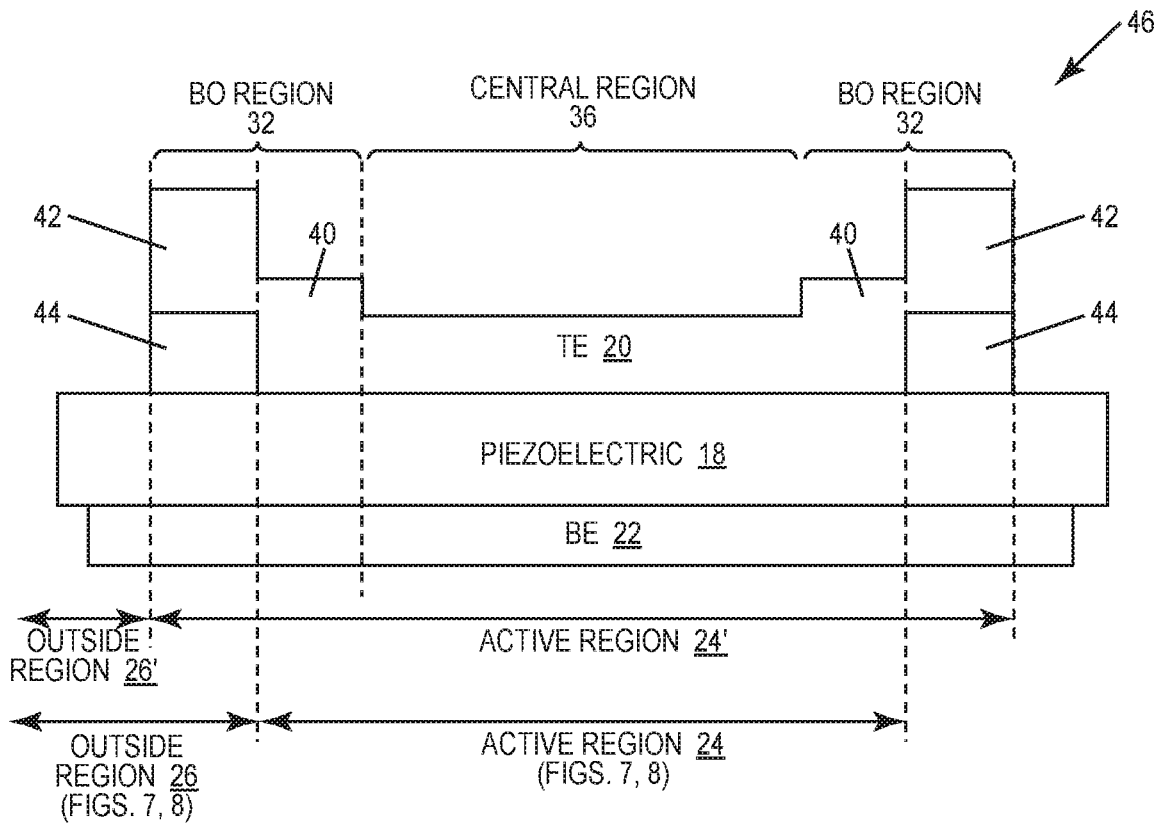 46
BO REGION
32
CENTRAL REGION
36
BO REGION
32
42
40
40
42
44
44
TE 20
PIEZOELECTRIC 18
BE 22
OUTSIDE
REGION 26'
ACTIVE REGION 24'
OUTSIDE
REGION 26
(FIGS. 7, 8)
ACTIVE REGION 24
(FIGS. 7, 8)